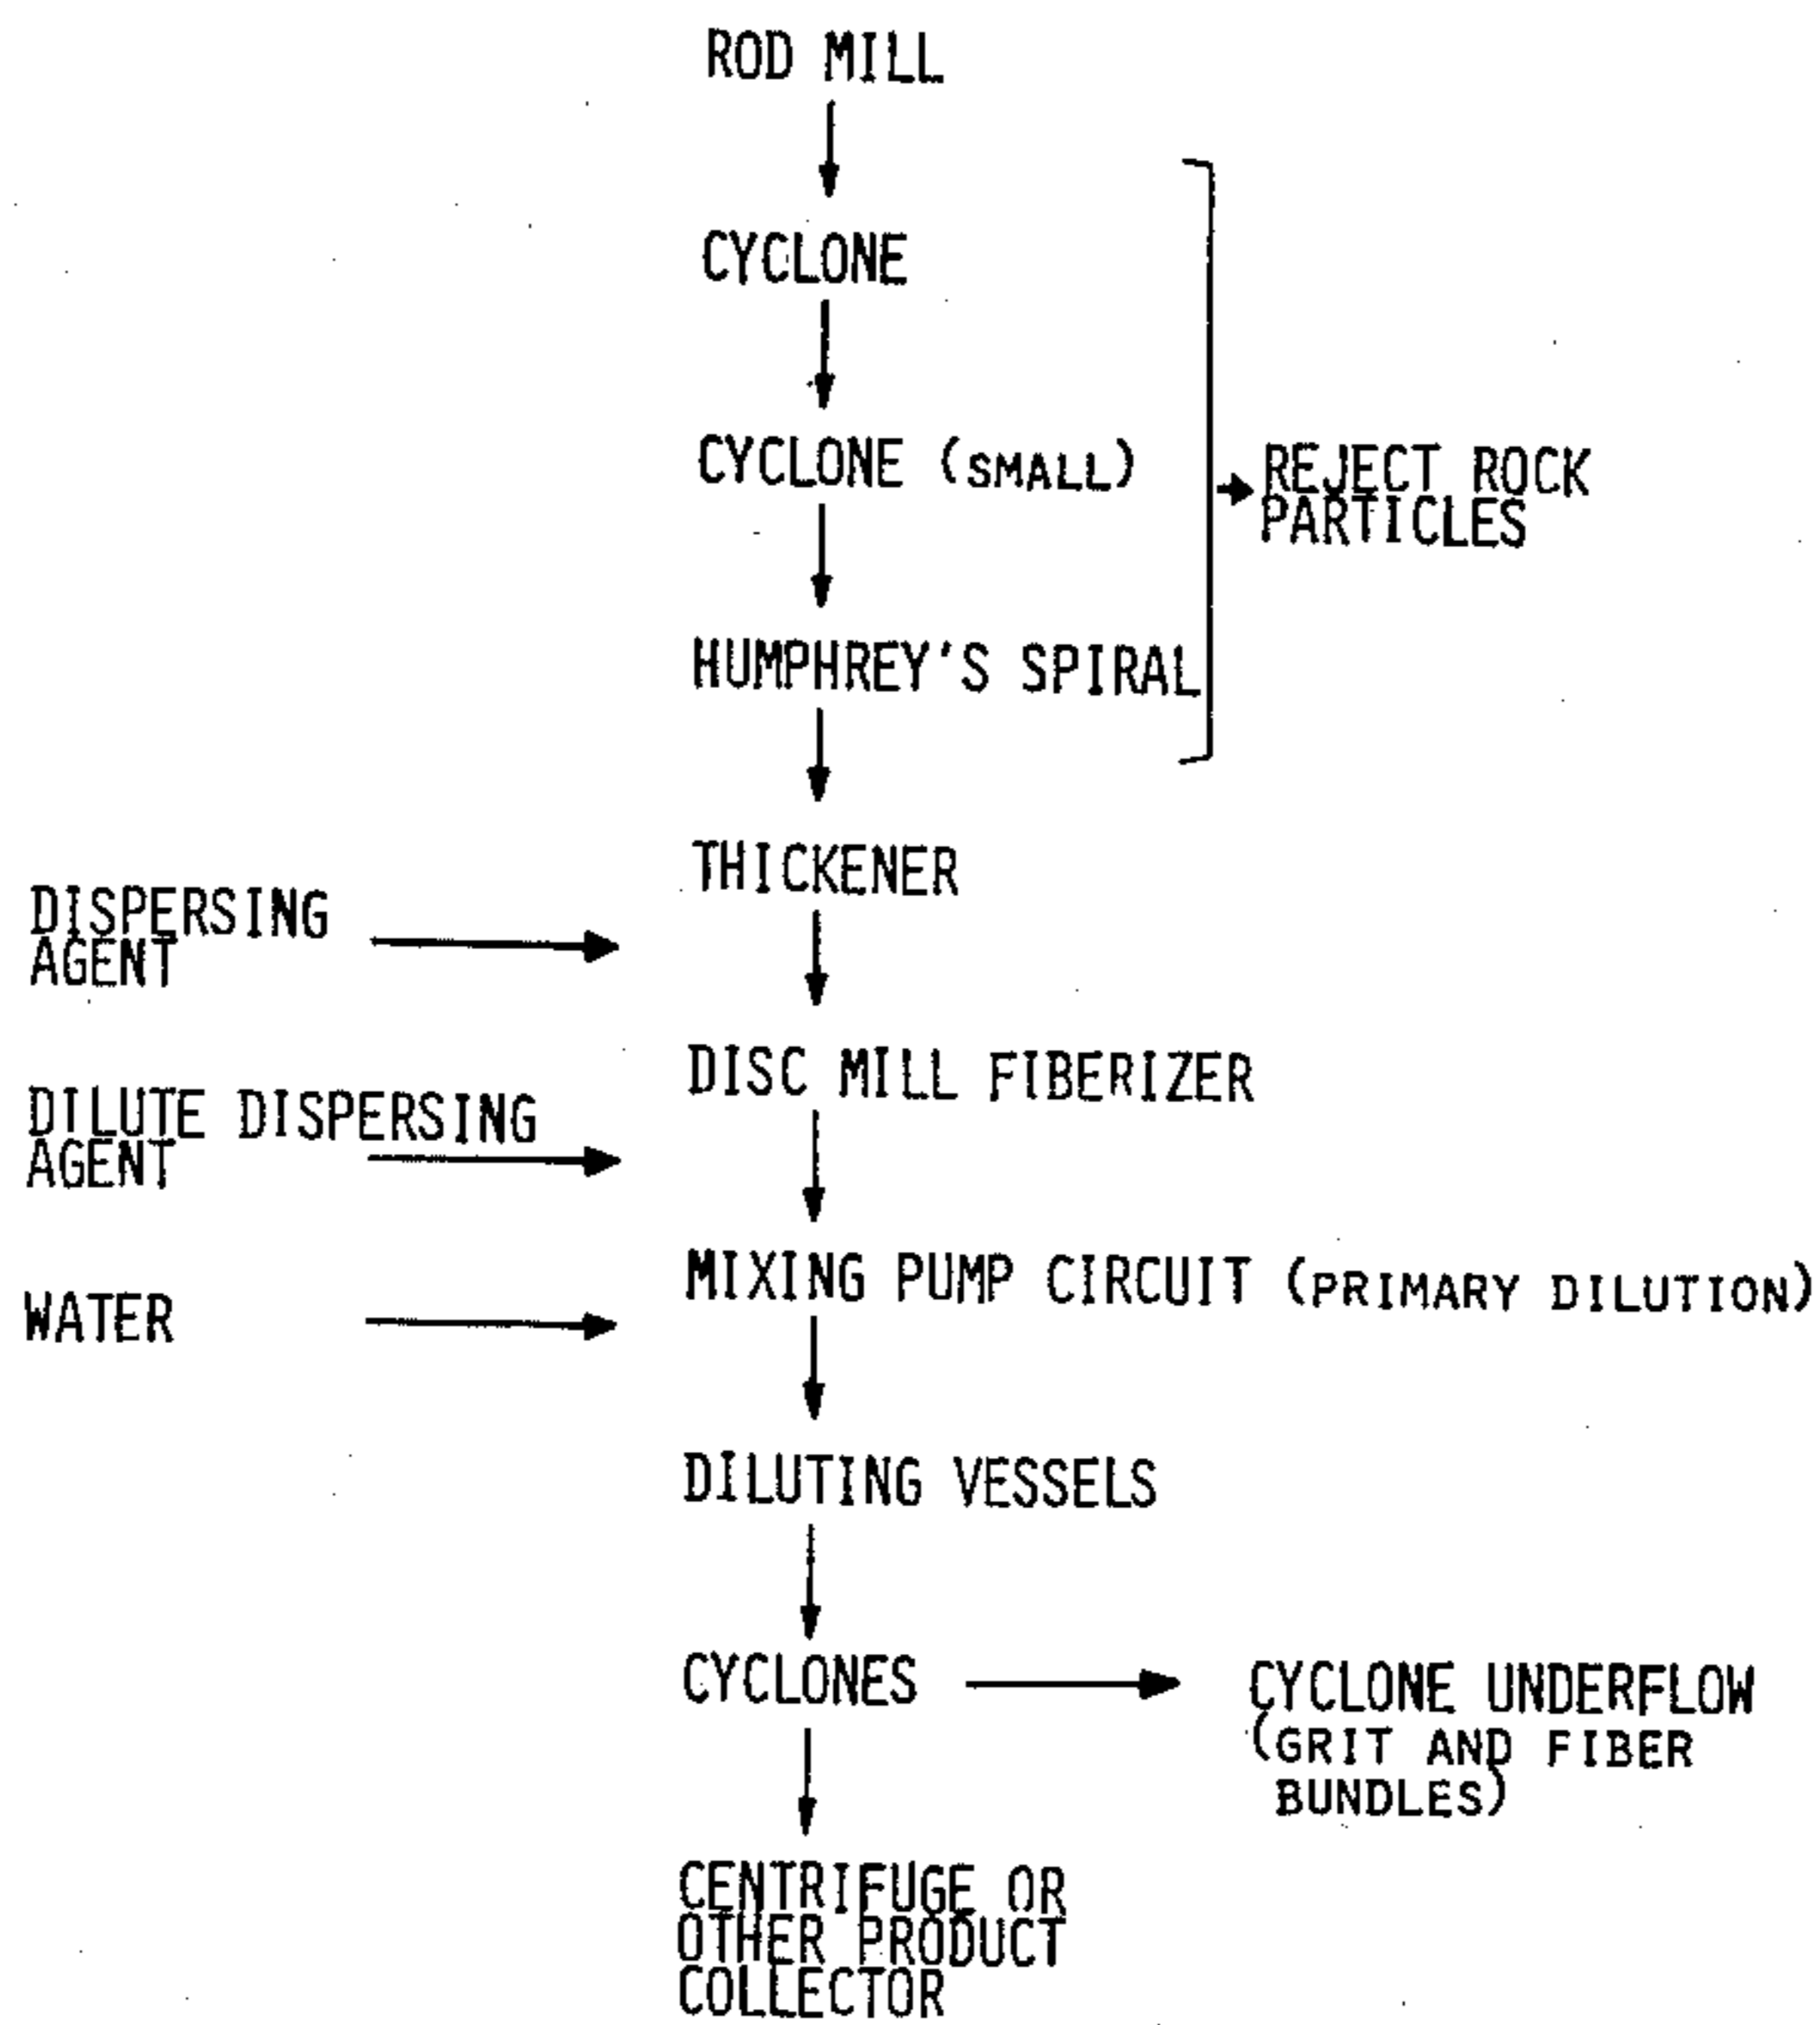 ROD MILL
CYCLONE
CYCLONE (SMALL)
REJECT ROCK
PARTICLES
HUMPHREY'S SPIRAL
THICKENER
DISPERSING
AGENT
DISC MILL FIBERIZER
DILUTE DISPERSING
AGENT
MIXING PUMP CIRCUIT (PRIMARY DILUTION)
WATER
DILUTING VESSELS
CYCLONES
CYCLONE UNDERFLOW
(GRIT AND FIBER
BUNDLES)
CENTRIFUGE OR
OTHER PRODUCT
COLLECTOR